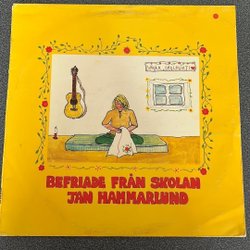 BEFRIADE FRÅN SKOLAN
JAN HAMMARLUND